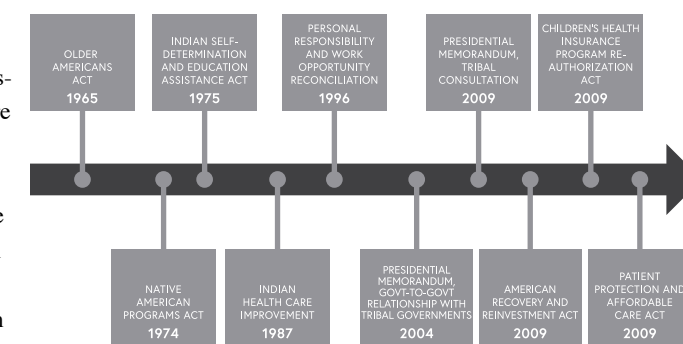 OLDER
AMERICANS
ACT
1965
INDIAN SELF-
DETERMINATION
AND EDUCATION
ASSISTANCE ACT
1975
PERSONAL
RESPONSIBILITY
AND WORK
OPPORTUNITY
RECONCILIATION
1996
PRESIDENTIAL
MEMORANDUM,
TRIBAL
CONSULTATION
2009
CHILDREN'S HEALTH
INSURANCE
PROGRAM RE-
AUTHORIZATION
ACT
2009
NATIVE
AMERICAN
PROGRAMS ACT
1974
INDIAN
HEALTH CARE
IMPROVEMENT
1987
PRESIDENTIAL
MEMORANDUM,
GOVT-TO-GOVT
RELATIONSHIP WITH
TRIBAL GOVERNMENTS
2004
AMERICAN
RECOVERY AND
REINVESTMENT ACT
2009
PATIENT
PROTECTION AND
AFFORDABLE
CARE ACT
2009